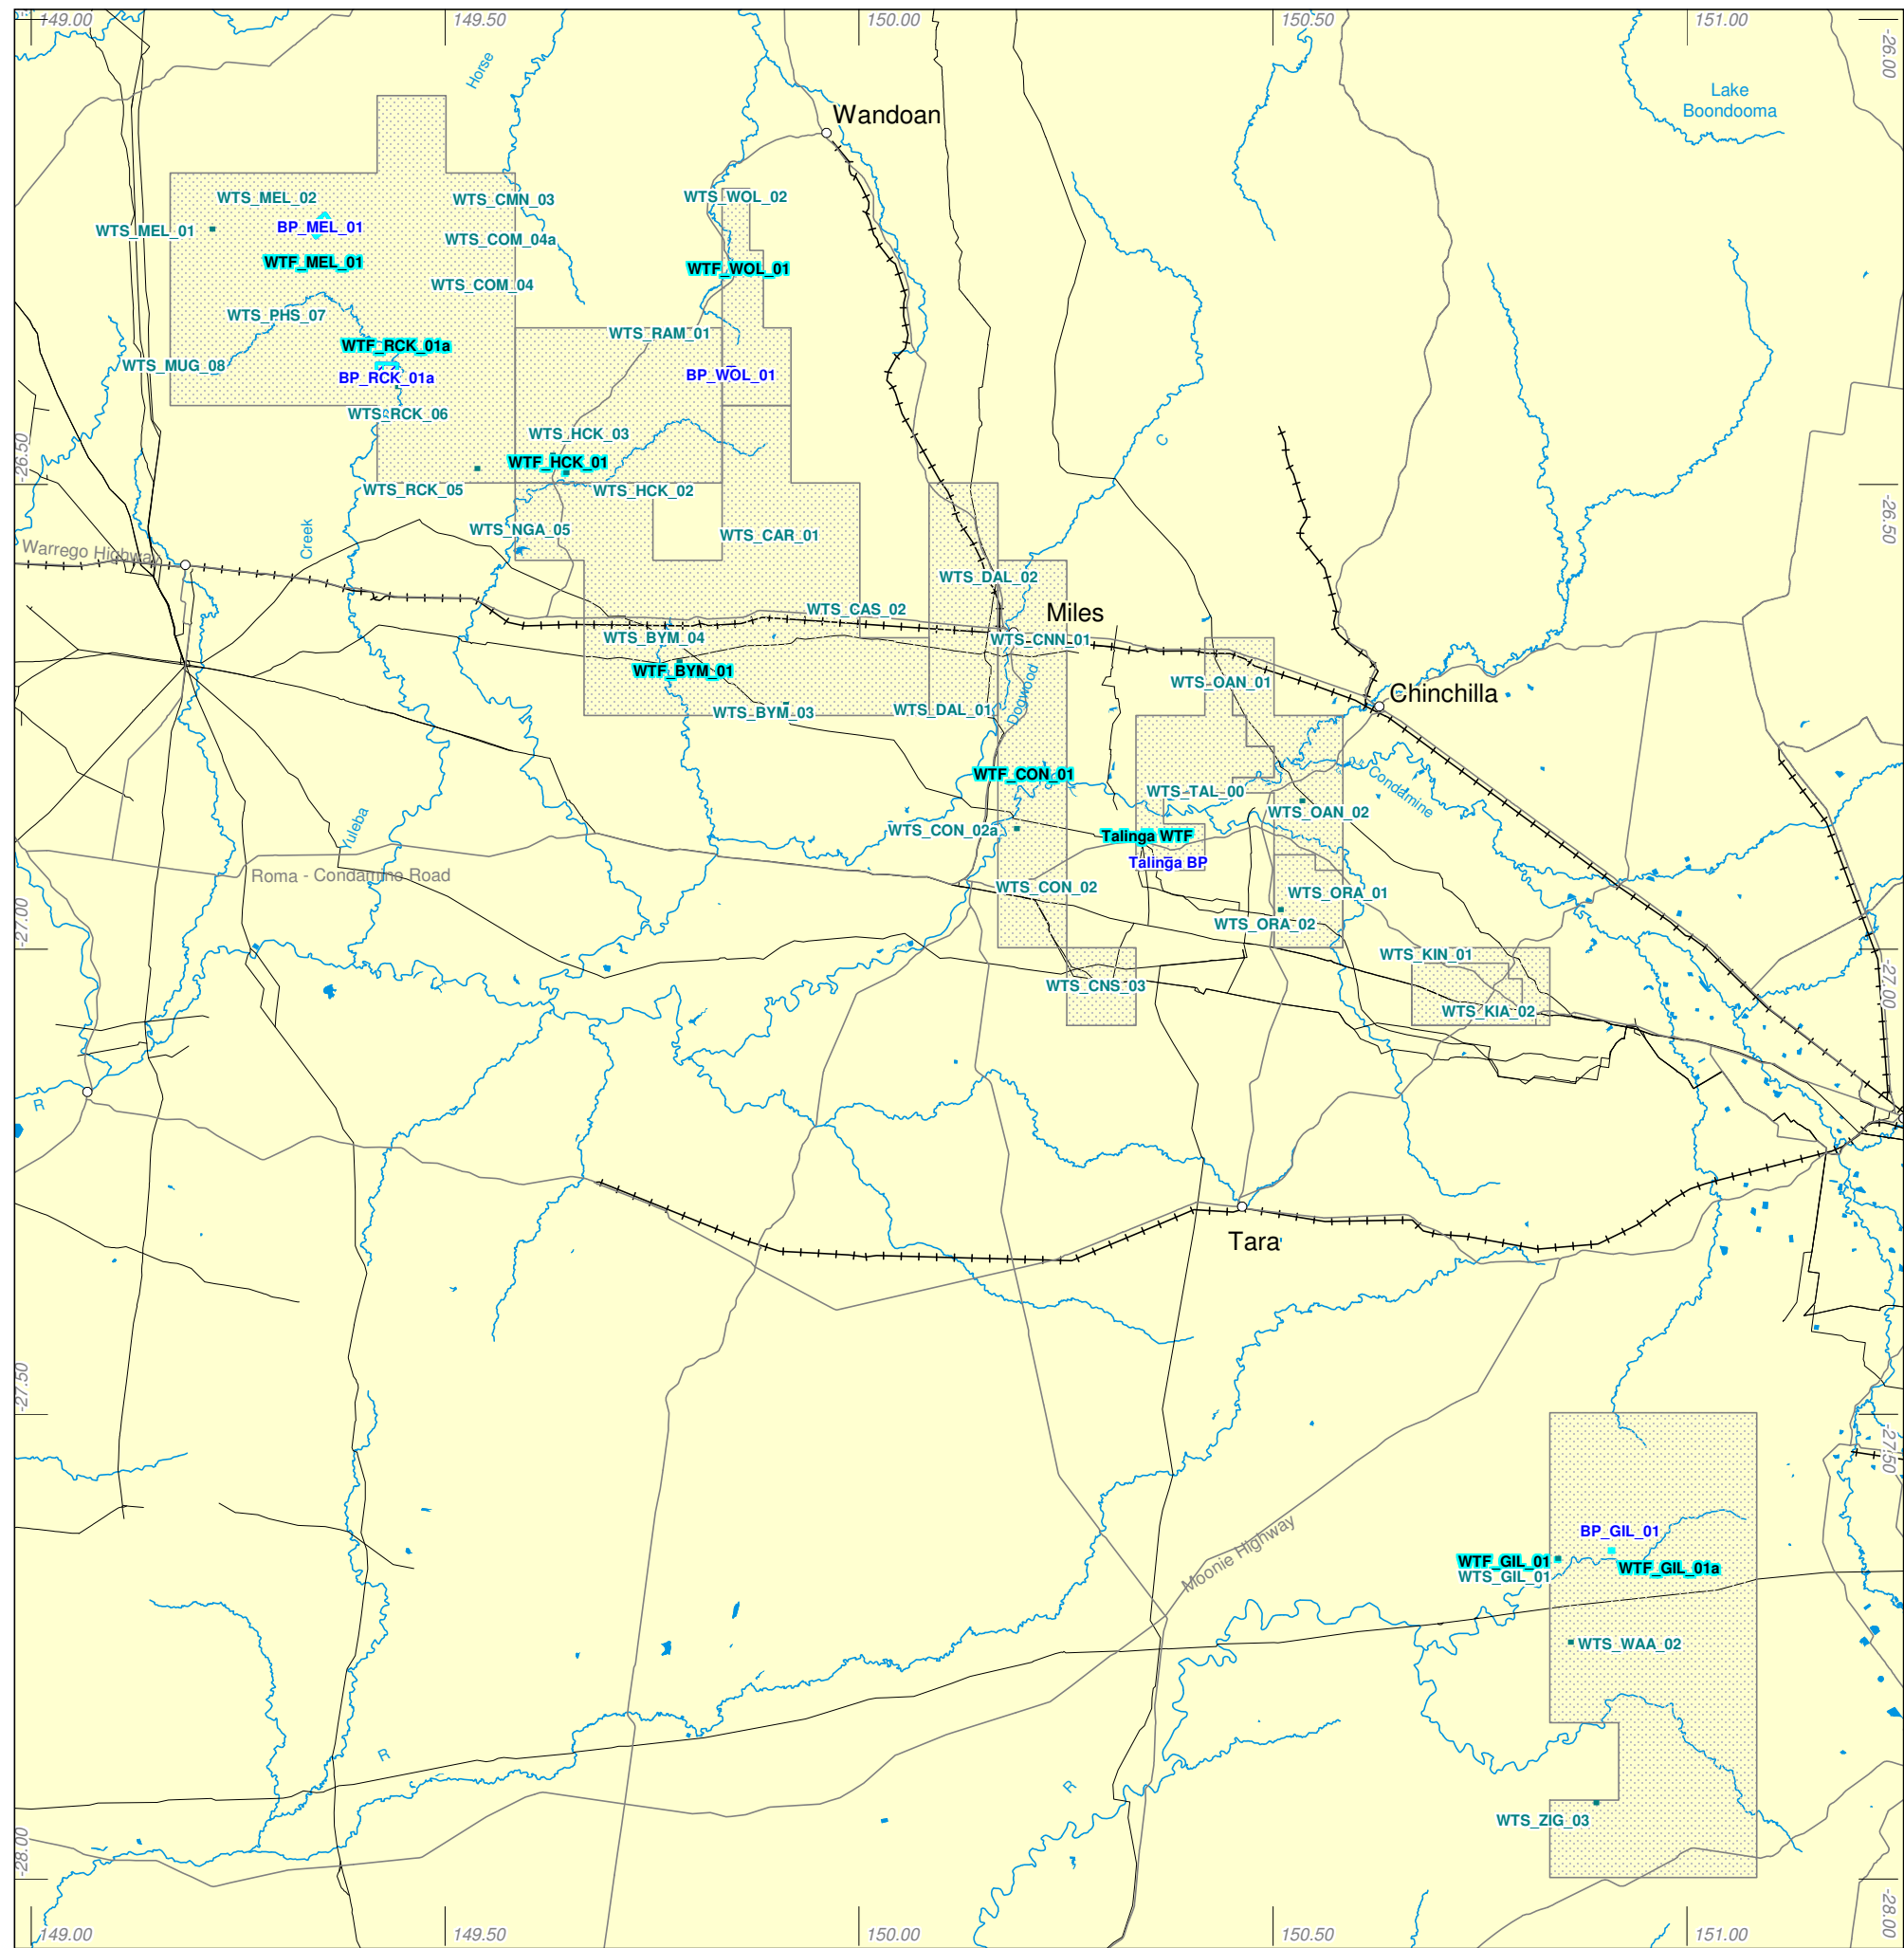 149.00
149.50
150.00
150.50
151.00
-26.00
Horse
Lake
Boondooma
Wandoan
WTS_MEL_02
WTS_CMN_03
WTS_WOL_02
WTS_MEL_01
BP_MEL_01
WTS_COM_04a
WTF_MEL_01
WTF_WOL_01
WTS_COM_04
WTS_PHS_07
WTS_RAM_01
WTF_RCK_01a
WTS_MUG_08
BP_RCK_01a
BP_WOL_01
WTS_RCK_06
WTS_HCK_03
C
-26.50
WTF_HCK_01
WTS_RCK_05
WTS_HCK_02
-26.50
Creek
WTS_NGA_05
WTS_CAR_01
Warrego Highway
WTS_DAL_02
WTS_CAS_02
Miles
WTS_BYM_04
WTS_CNN_01
WTF_BYM_01
WTS_OAN_01
Dogwood
Chinchilla
WTS_BYM_03
WTS_DAL_01
WTF_CON_01
WTS_TAL_00
Condamine
Yuleba
WTS_OAN_02
WTS_CON_02a
Talinga WTF
Talinga BP
Roma - Condamine Road
WTS_CON_02
WTS_ORA_01
-27.00
WTS_ORA_02
WTS_KIN_01
-27.00
WTS_CNS_03
WTS_KIA_02
R
Tara
-27.50
-27.50
Moonie Highway
BP_GIL_01
WTF_GIL_01
WTF_GIL_01a
WTS_GIL_01
WTS_WAA_02
R
R
WTS_ZIG_03
-28.00
-28.00
149.00
149.50
150.00
150.50
151.00